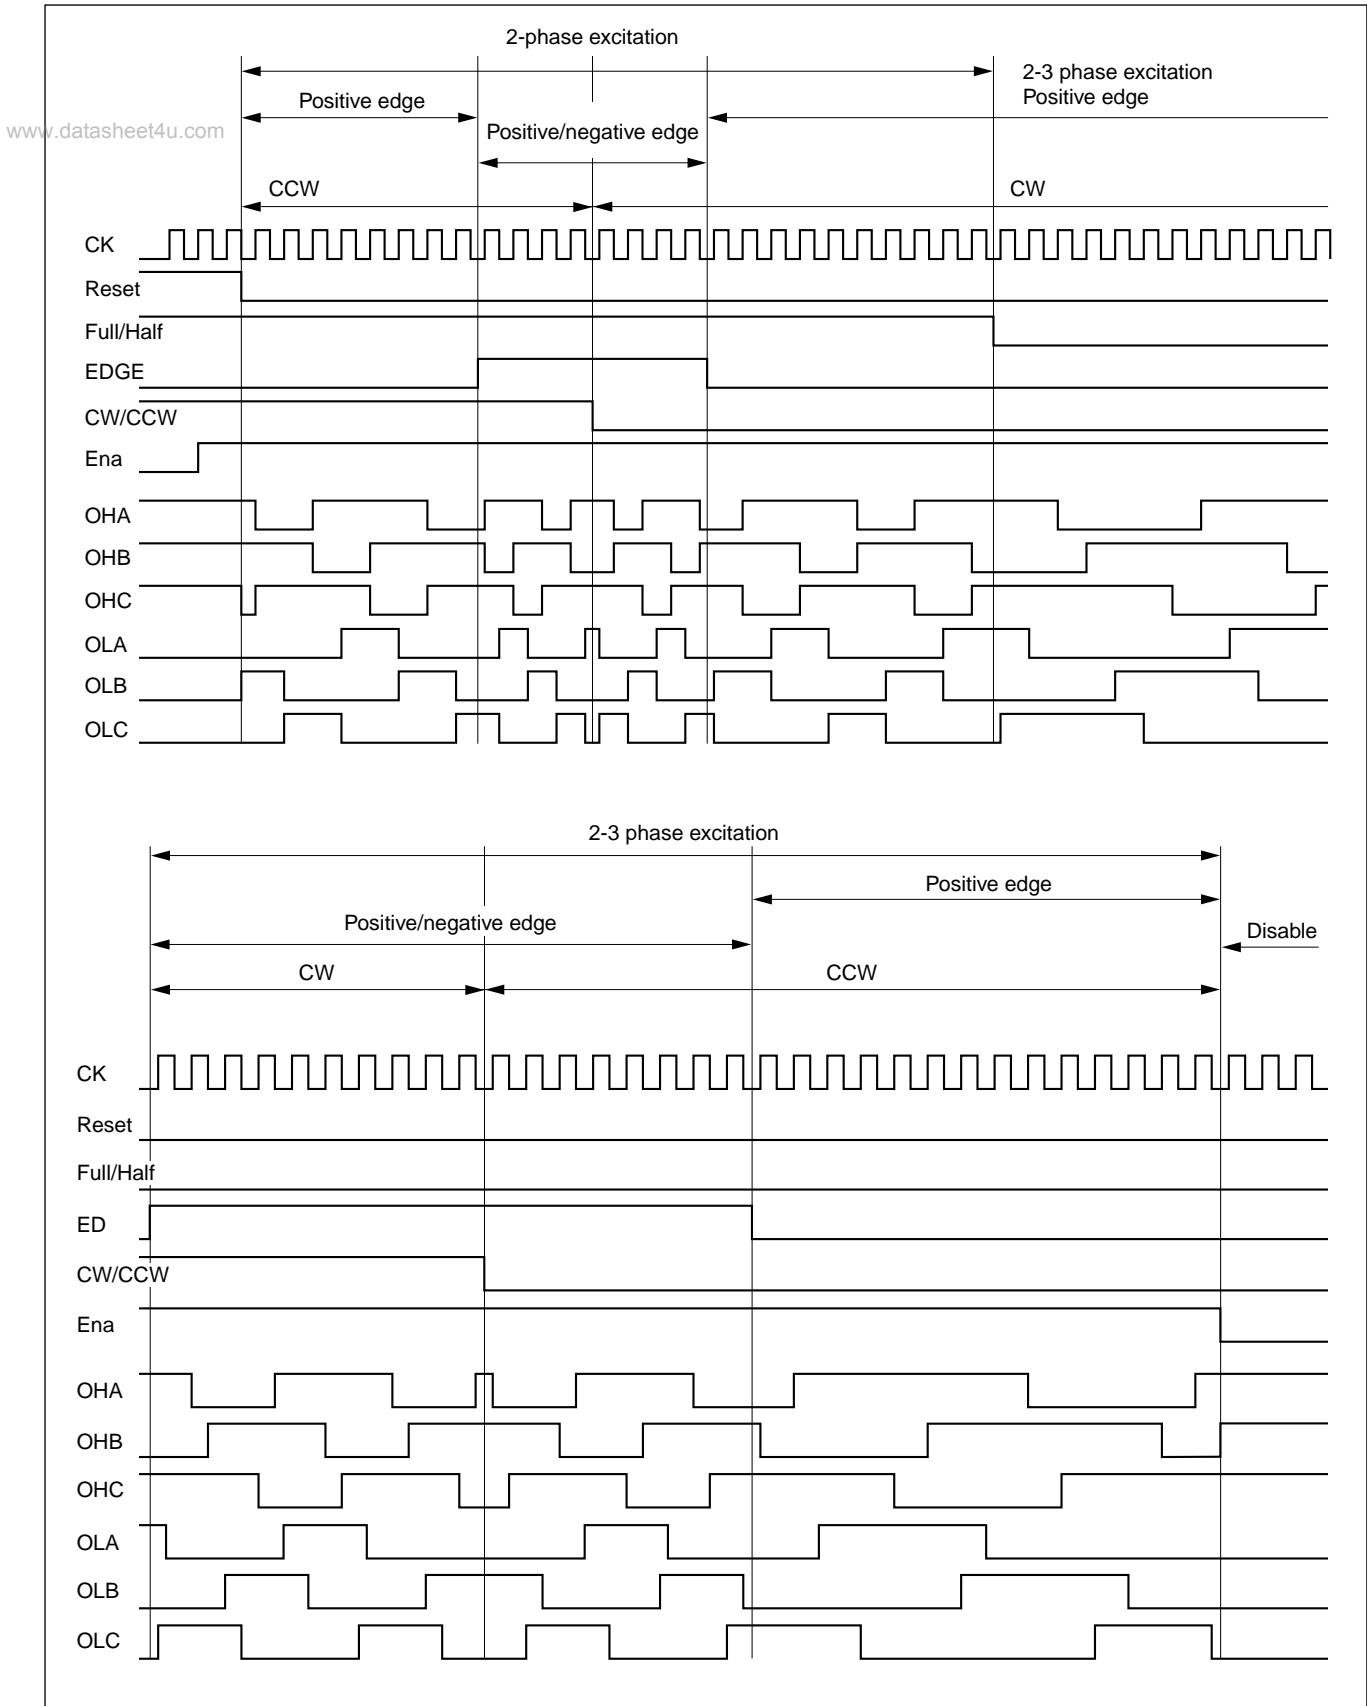 2-phase excitation
2-3 phase excitation
Positive edge
Positive edge
www.datasheet4u.com
Positive/negative edge
CCW
CW
CK
Reset
Full/Half
EDGE
CW/CCW
Ena
OHA
OHB
OHC
OLA
OLB
OLC
2-3 phase excitation
Positive edge
Positive/negative edge
Disable
CW
CCW
CK
Reset
Full/Half
ED
CW/CCW
Ena
OHA
OHB
OHC
OLA
OLB
OLC